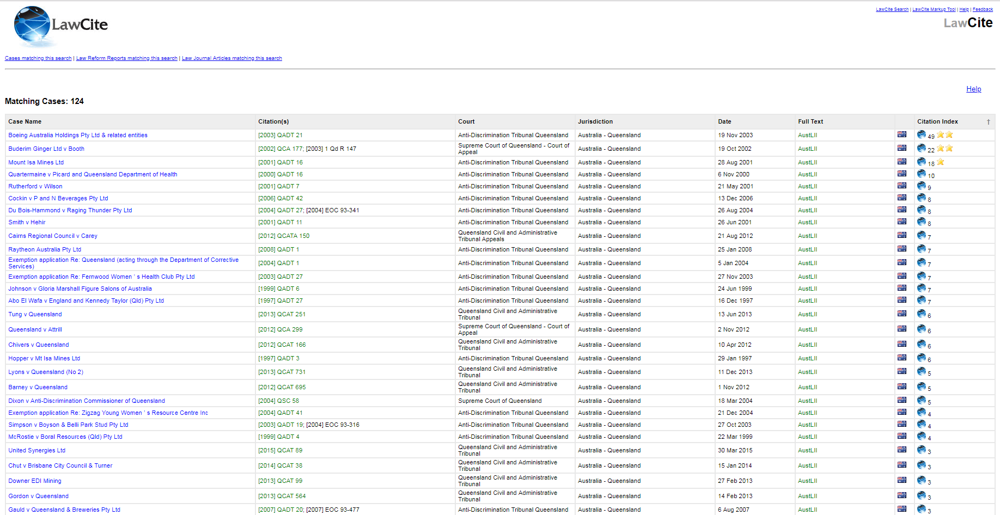 LawCite Search | LawCite Markup Tool | Help | Feedback
LawCite
LawCite
Cases matching this search | Law Reform Reports matching this search | Law Journal Articles matching this search
Help
Matching Cases: 124
Case Name Citation(s) Court Jurisdiction Date Full Text Citation Index †
Boeing Australia Holdings Pty Ltd & related entities [2003] QADT 21 Anti-Discrimination Tribunal Queensland Australia - Queensland 19 Nov 2003 AustLII 49
Buderim Ginger Ltd v Booth [2002] QCA 177; [2003] 1 Qd R 147 Supreme Court of Queensland - Court of Appeal Australia - Queensland 19 Oct 2002 AustLII 22
Mount Isa Mines Ltd [2001] QADT 16 Anti-Discrimination Tribunal Queensland Australia - Queensland 28 Aug 2001 AustLII 18
Quartermaine v Picard and Queensland Department of Health [2000] QADT 16 Anti-Discrimination Tribunal Queensland Australia - Queensland 6 Nov 2000 AustLII 10
Rutherford v Wilson [2001] QADT 7 Anti-Discrimination Tribunal Queensland Australia - Queensland 21 May 2001 AustLII 9
Cockin v P and N Beverages Pty Ltd [2006] QADT 42 Anti-Discrimination Tribunal Queensland Australia - Queensland 13 Dec 2006 AustLII 8
Du Bois-Hammond v Raging Thunder Pty Ltd [2004] QADT 27; [2004] EOC 93-341 Anti-Discrimination Tribunal Queensland Australia - Queensland 26 Aug 2004 AustLII 8
Smith v Hehir [2001] QADT 11 Anti-Discrimination Tribunal Queensland Australia - Queensland 26 Jun 2001 AustLII 8
Cairns Regional Council v Carey [2012] QCATA 150 Queensland Civil and Administrative Tribunal Appeals Australia - Queensland 21 Aug 2012 AustLII 7
Raytheon Australia Pty Ltd [2008] QADT 1 Anti-Discrimination Tribunal Queensland Australia - Queensland 25 Jan 2008 AustLII 7
Exemption application Re: Queensland (acting through the Department of Corrective Services) [2004] QADT 1 Anti-Discrimination Tribunal Queensland Australia - Queensland 5 Jan 2004 AustLII 7
Exemption application Re: Fernwood Women ' s Health Club Pty Ltd [2003] QADT 27 Anti-Discrimination Tribunal Queensland Australia - Queensland 27 Nov 2003 AustLII 7
Johnson v Gloria Marshall Figure Salons of Australia [1999] QADT 6 Anti-Discrimination Tribunal Queensland Australia - Queensland 24 Jun 1999 AustLII 7
Abo El Wafa v England and Kennedy Taylor (Qld) Pty Ltd [1997] QADT 27 Anti-Discrimination Tribunal Queensland Australia - Queensland 16 Dec 1997 AustLII 7
Tung v Queensland [2013] QCAT 251 Queensland Civil and Administrative Tribunal Australia - Queensland 13 Jun 2013 AustLII 6
Queensland v Attrill [2012] QCA 299 Supreme Court of Queensland - Court of Appeal Australia - Queensland 2 Nov 2012 AustLII 6
Chivers v Queensland [2012] QCAT 166 Queensland Civil and Administrative Tribunal Australia - Queensland 10 Apr 2012 AustLII 6
Hopper v Mt Isa Mines Ltd [1997] QADT 3 Anti-Discrimination Tribunal Queensland Australia - Queensland 29 Jan 1997 AustLII 6
Lyons v Queensland (No 2) [2013] QCAT 731 Queensland Civil and Administrative Tribunal Australia - Queensland 11 Dec 2013 AustLII 5
Barney v Queensland [2012] QCAT 695 Queensland Civil and Administrative Tribunal Australia - Queensland 1 Nov 2012 AustLII 5
Dixon v Anti-Discrimination Commissioner of Queensland [2004] QSC 58 Supreme Court of Queensland Australia - Queensland 18 Mar 2004 AustLII 5
Exemption application Re: Zigzag Young Women ' s Resource Centre Inc [2004] QADT 41 Anti-Discrimination Tribunal Queensland Australia - Queensland 21 Dec 2004 AustLII 4
Simpson v Boyson & Belli Park Stud Pty Ltd [2003] QADT 19; [2004] EOC 93-316 Anti-Discrimination Tribunal Queensland Australia - Queensland 27 Oct 2003 AustLII 4
McRostie v Boral Resources (Qld) Pty Ltd [1999] QADT 4 Anti-Discrimination Tribunal Queensland Australia - Queensland 22 Mar 1999 AustLII 4
United Synergies Ltd [2015] QCAT 89 Queensland Civil and Administrative Tribunal Australia - Queensland 30 Mar 2015 AustLII 3
Chut v Brisbane City Council & Turner [2014] QCAT 38 Queensland Civil and Administrative Tribunal Australia - Queensland 15 Jan 2014 AustLII 3
Downer EDI Mining [2013] QCAT 99 Queensland Civil and Administrative Tribunal Australia - Queensland 27 Feb 2013 AustLII 3
Gordon v Queensland [2013] QCAT 564 Queensland Civil and Administrative Tribunal Australia - Queensland 14 Feb 2013 AustLII 3
Gauld v Queensland & Breweries Pty Ltd [2007] QADT 20; [2007] EOC 93-477 Anti-Discrimination Tribunal Queensland Australia - Queensland 6 Aug 2007 AustLII 3